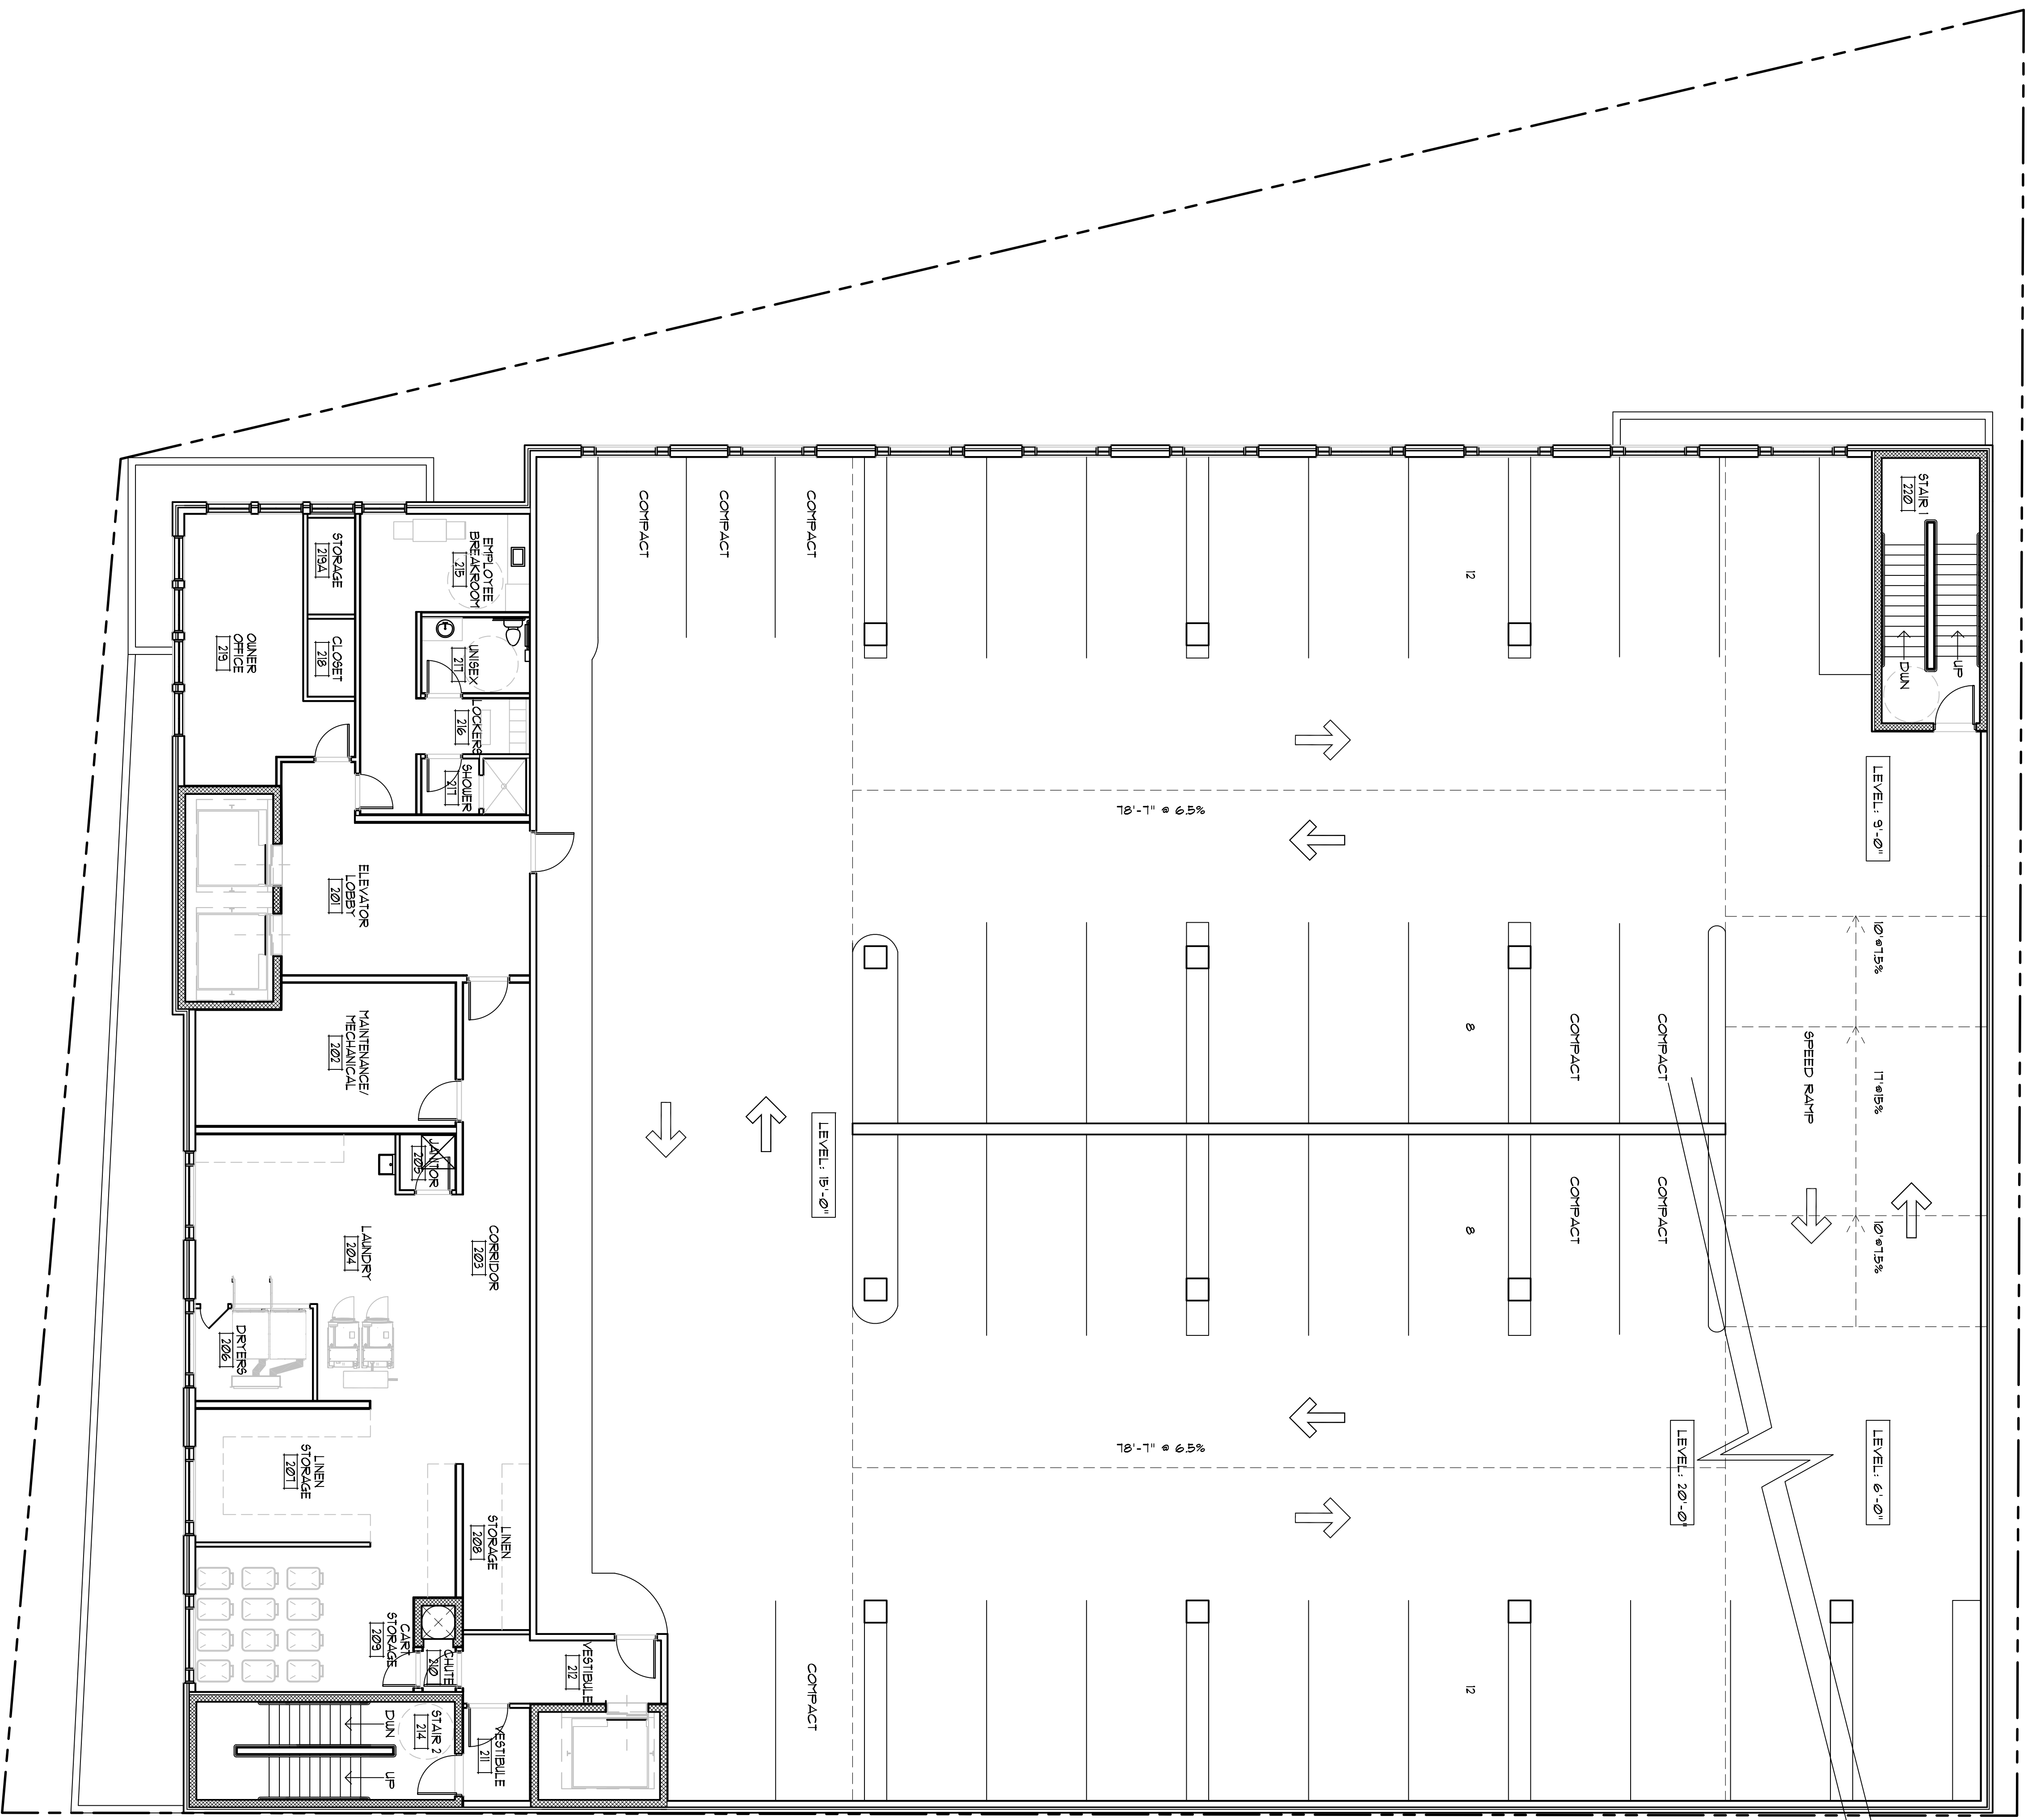 STAIR 1
220
UP
DWN
LEVEL: 9'-0"
10'@7.5%
17'@15%
10'@7.5%
SPEED RAMP
LEVEL: 6'-0"
LEVEL: 20'-0"
COMPACT
COMPACT
COMPACT
COMPACT
12
8
8
12
78'-7" @ 6.5%
78'-7" @ 6.5%
LEVEL: 15'-0"
COMPACT
COMPACT
COMPACT
COMPACT
VESTIBULE
212
EMPLOYEE
BREAKROOM
215
UNISEX
217
LOCKERS
216
SHOWER
217
CORRIDOR
203
LINEN
STORAGE
208
VESTIBULE
211
STORAGE
219A
CLOSET
218
OWNER
OFFICE
219
ELEVATOR
LOBBY
201
MAINTENANCE/
MECHANICAL
202
JANITOR
205
LAUNDRY
204
DRYERS
206
LINEN
STORAGE
207
CART
STORAGE
209
CHUTE
210
STAIR 2
214
DWN
UP